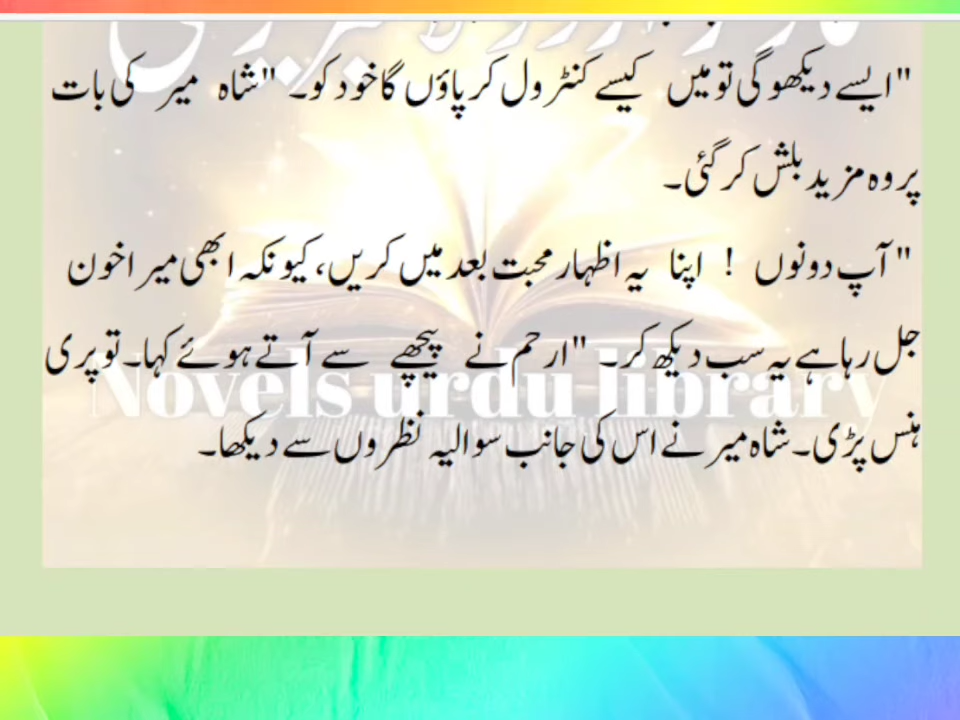 "ایسے دیکھو گی تو میں کیسے کنٹرول کر پاؤں گا خود کو۔ "شاہ میر کی بات
پر وہ مزید بلش کر گئی۔
"آپ دونوں ! اپنا یہ اظہار محبت بعد میں کریں، کیونکہ ابھی میرا خون
جل رہا ہے یہ سب دیکھ کر۔ "ارحم نے پیچھے سے آتے ہوئے کہا۔ تو پری
Novels urdu library
ہنس پڑی۔ شاہ میر نے اس کی جانب سوالیہ نظروں سے دیکھا۔